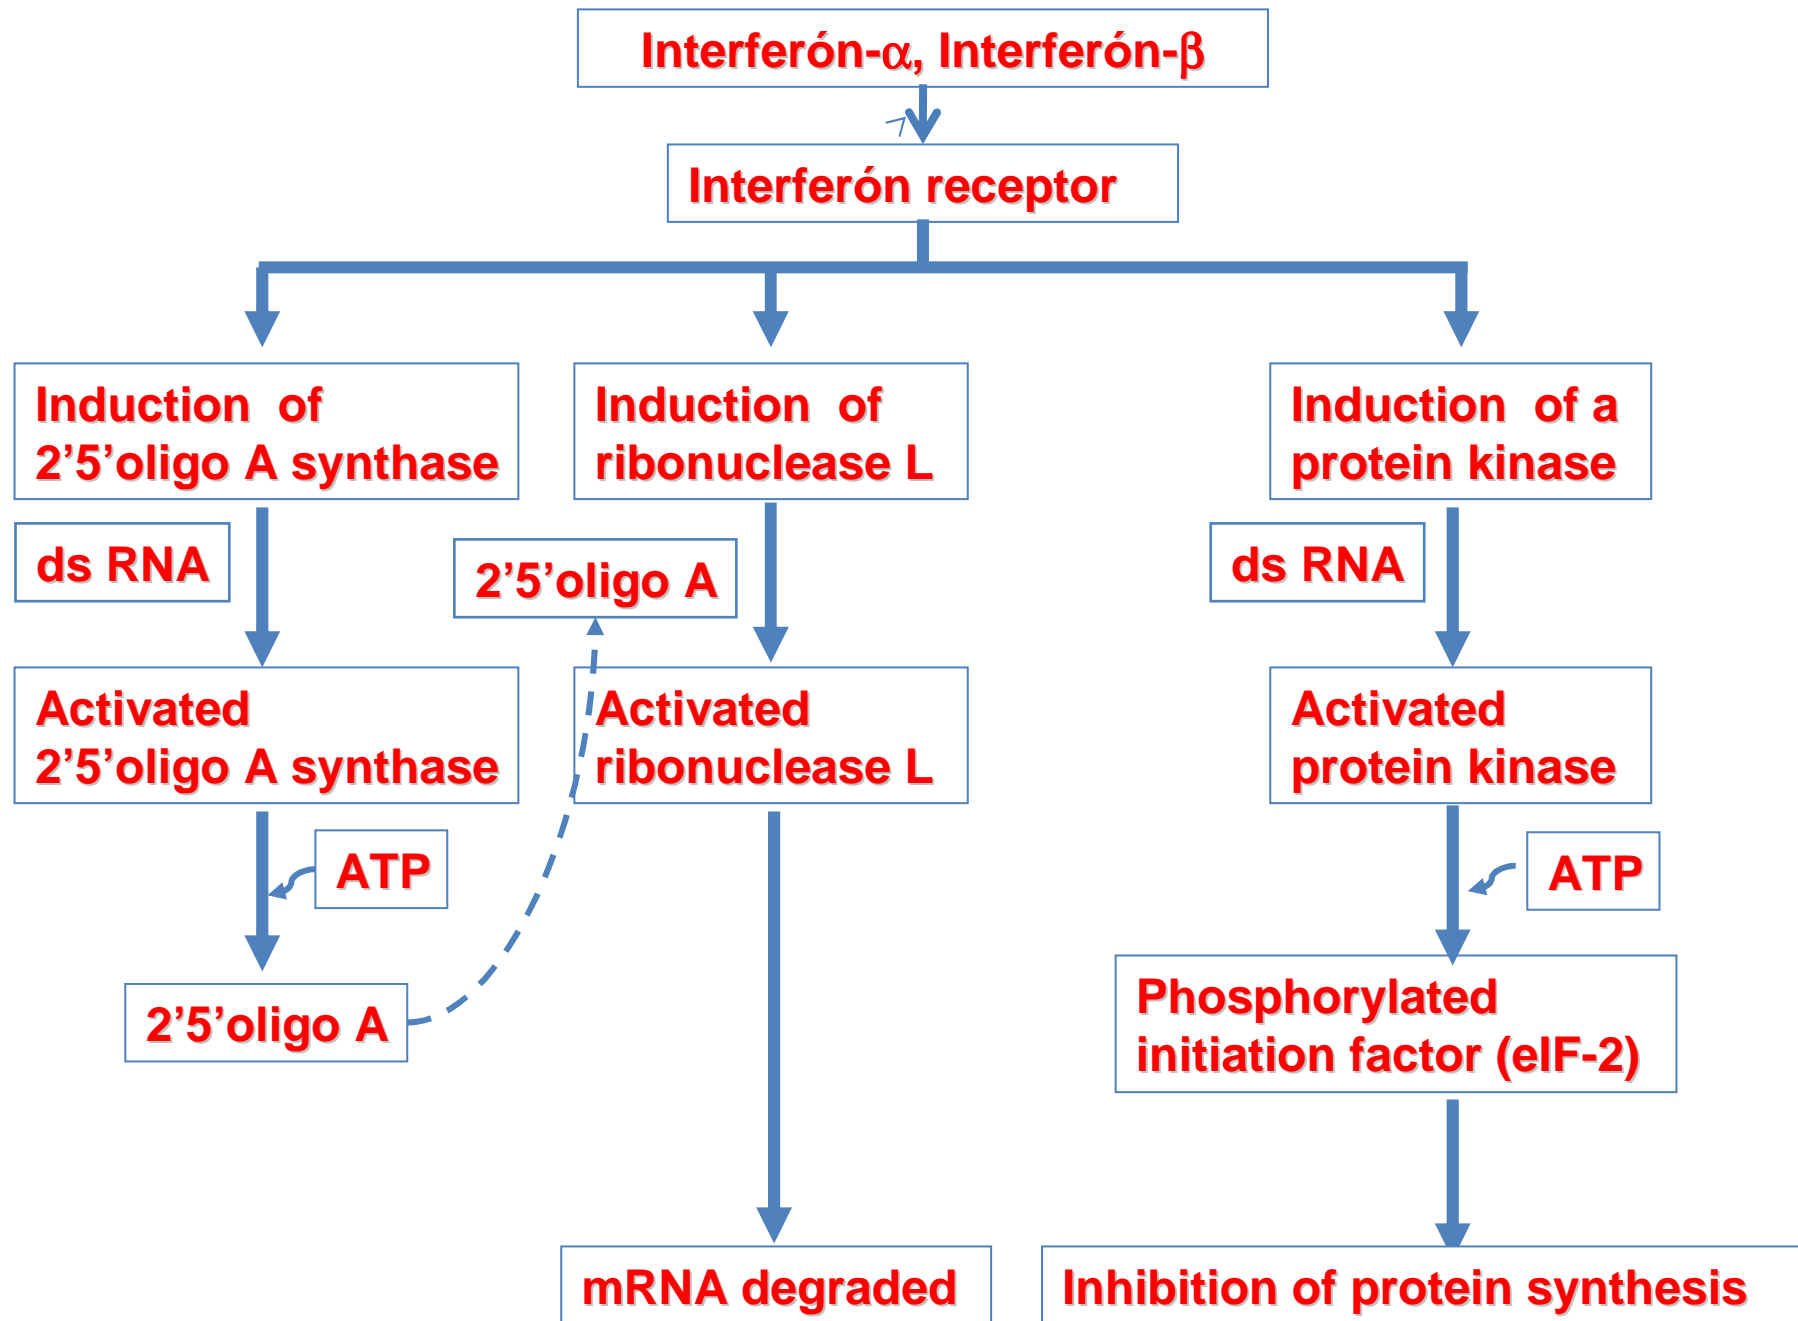 Interferón-α, Interferón-β
Interferón receptor
Induction of
2’5’oligo A synthase
Induction of
ribonuclease L
Induction of a
protein kinase
ds RNA
2’5’oligo A
ds RNA
Activated
2’5’oligo A synthase
Activated
ribonuclease L
Activated
protein kinase
ATP
ATP
2’5’oligo A
Phosphorylated
initiation factor (eIF-2)
mRNA degraded
Inhibition of protein synthesis